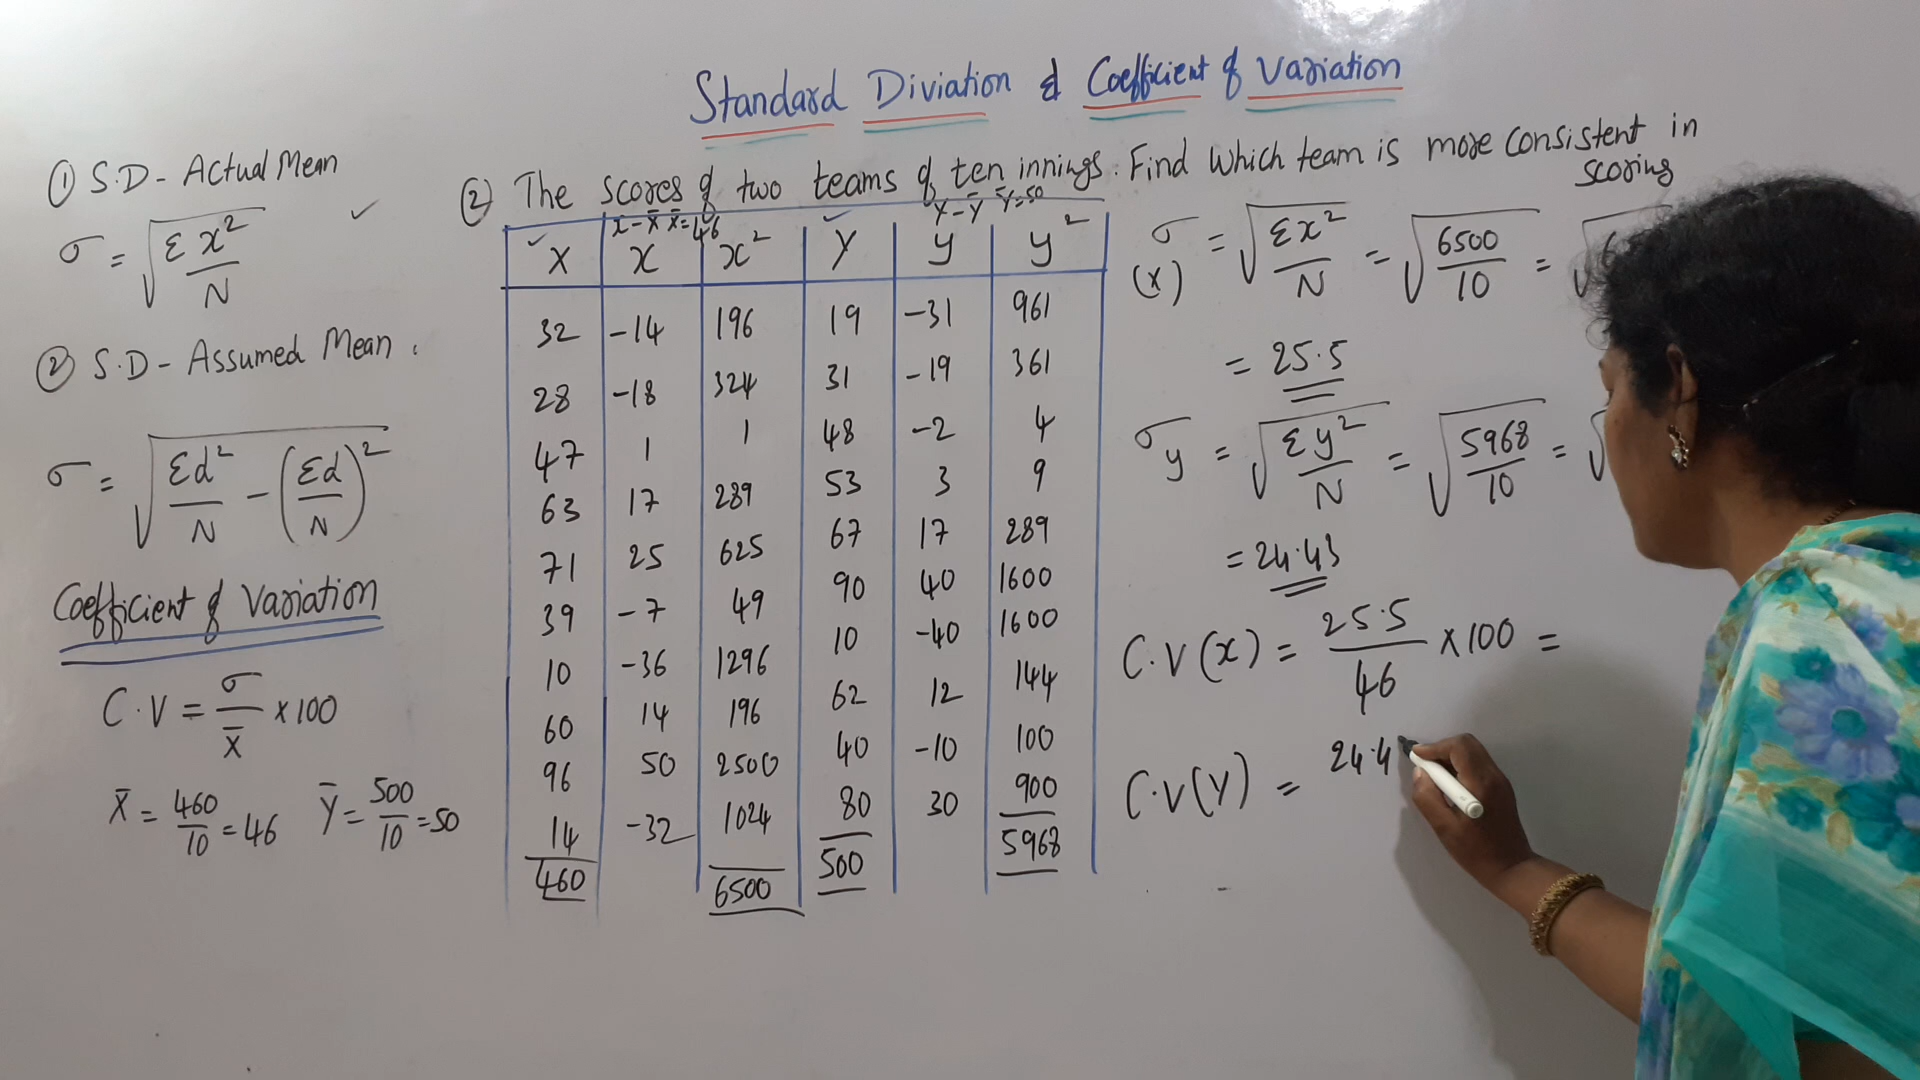 Standard Diviation & Coefficient of Variation
① S.D - Actual Mean
σ = √(Σx²/N) ✓
② S.D - Assumed Mean.
σ = √(Σd²/N - (Σd/N)²)
Coefficient of Variation
C.V = σ/X̄ × 100
X̄ = 460/10 = 46 Ȳ = 500/10 = 50
② The scores of two teams of ten innings. Find Which team is more consistent in
scoring
x - X̄ X̄ = 46 Y - Ȳ Ȳ = 50
X x x² Y y y²
32 -14 196 19 -31 961
28 -18 324 31 -19 361
47 1 1 48 -2 4
63 17 289 53 3 9
71 25 625 67 17 289
39 -7 49 90 40 1600
10 -36 1296 10 -40 1600
60 14 196 62 12 144
96 50 2500 40 -10 100
14 -32 1024 80 30 900
460 6500 500 5968
σ(x) = √(Σx²/N) = √(6500/10) = √
= 25.5
σy = √(Σy²/N) = √(5968/10) = √
= 24.43
C.V (x) = 25.5/46 × 100 =
C.V (Y) = 24.4